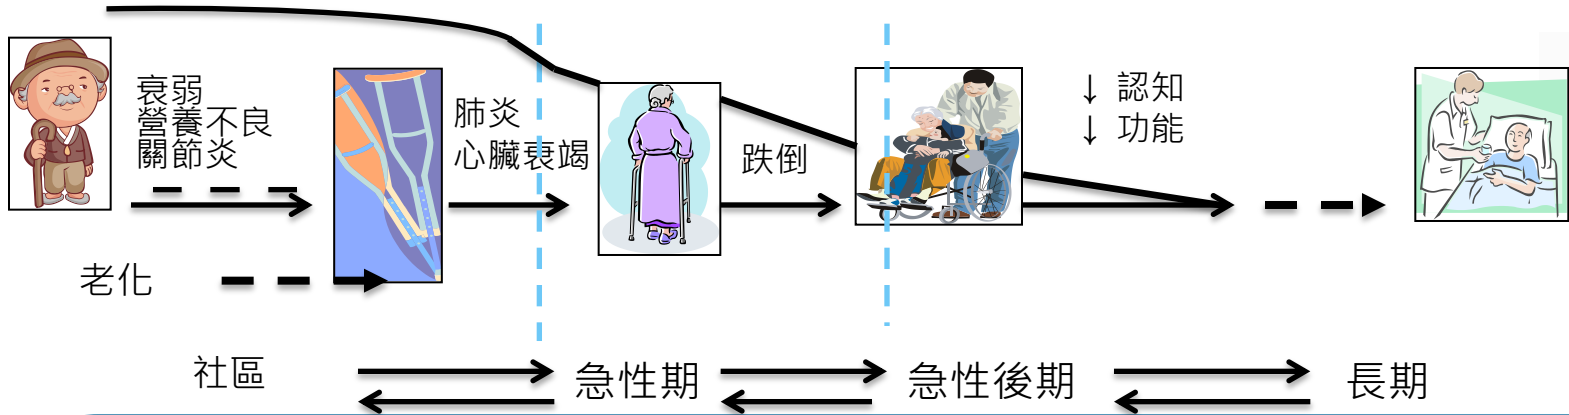 衰弱
營養不良
關節炎
肺炎
心臟衰竭
跌倒
↓ 認知
↓ 功能
老化
社區
急性期
急性後期
長期